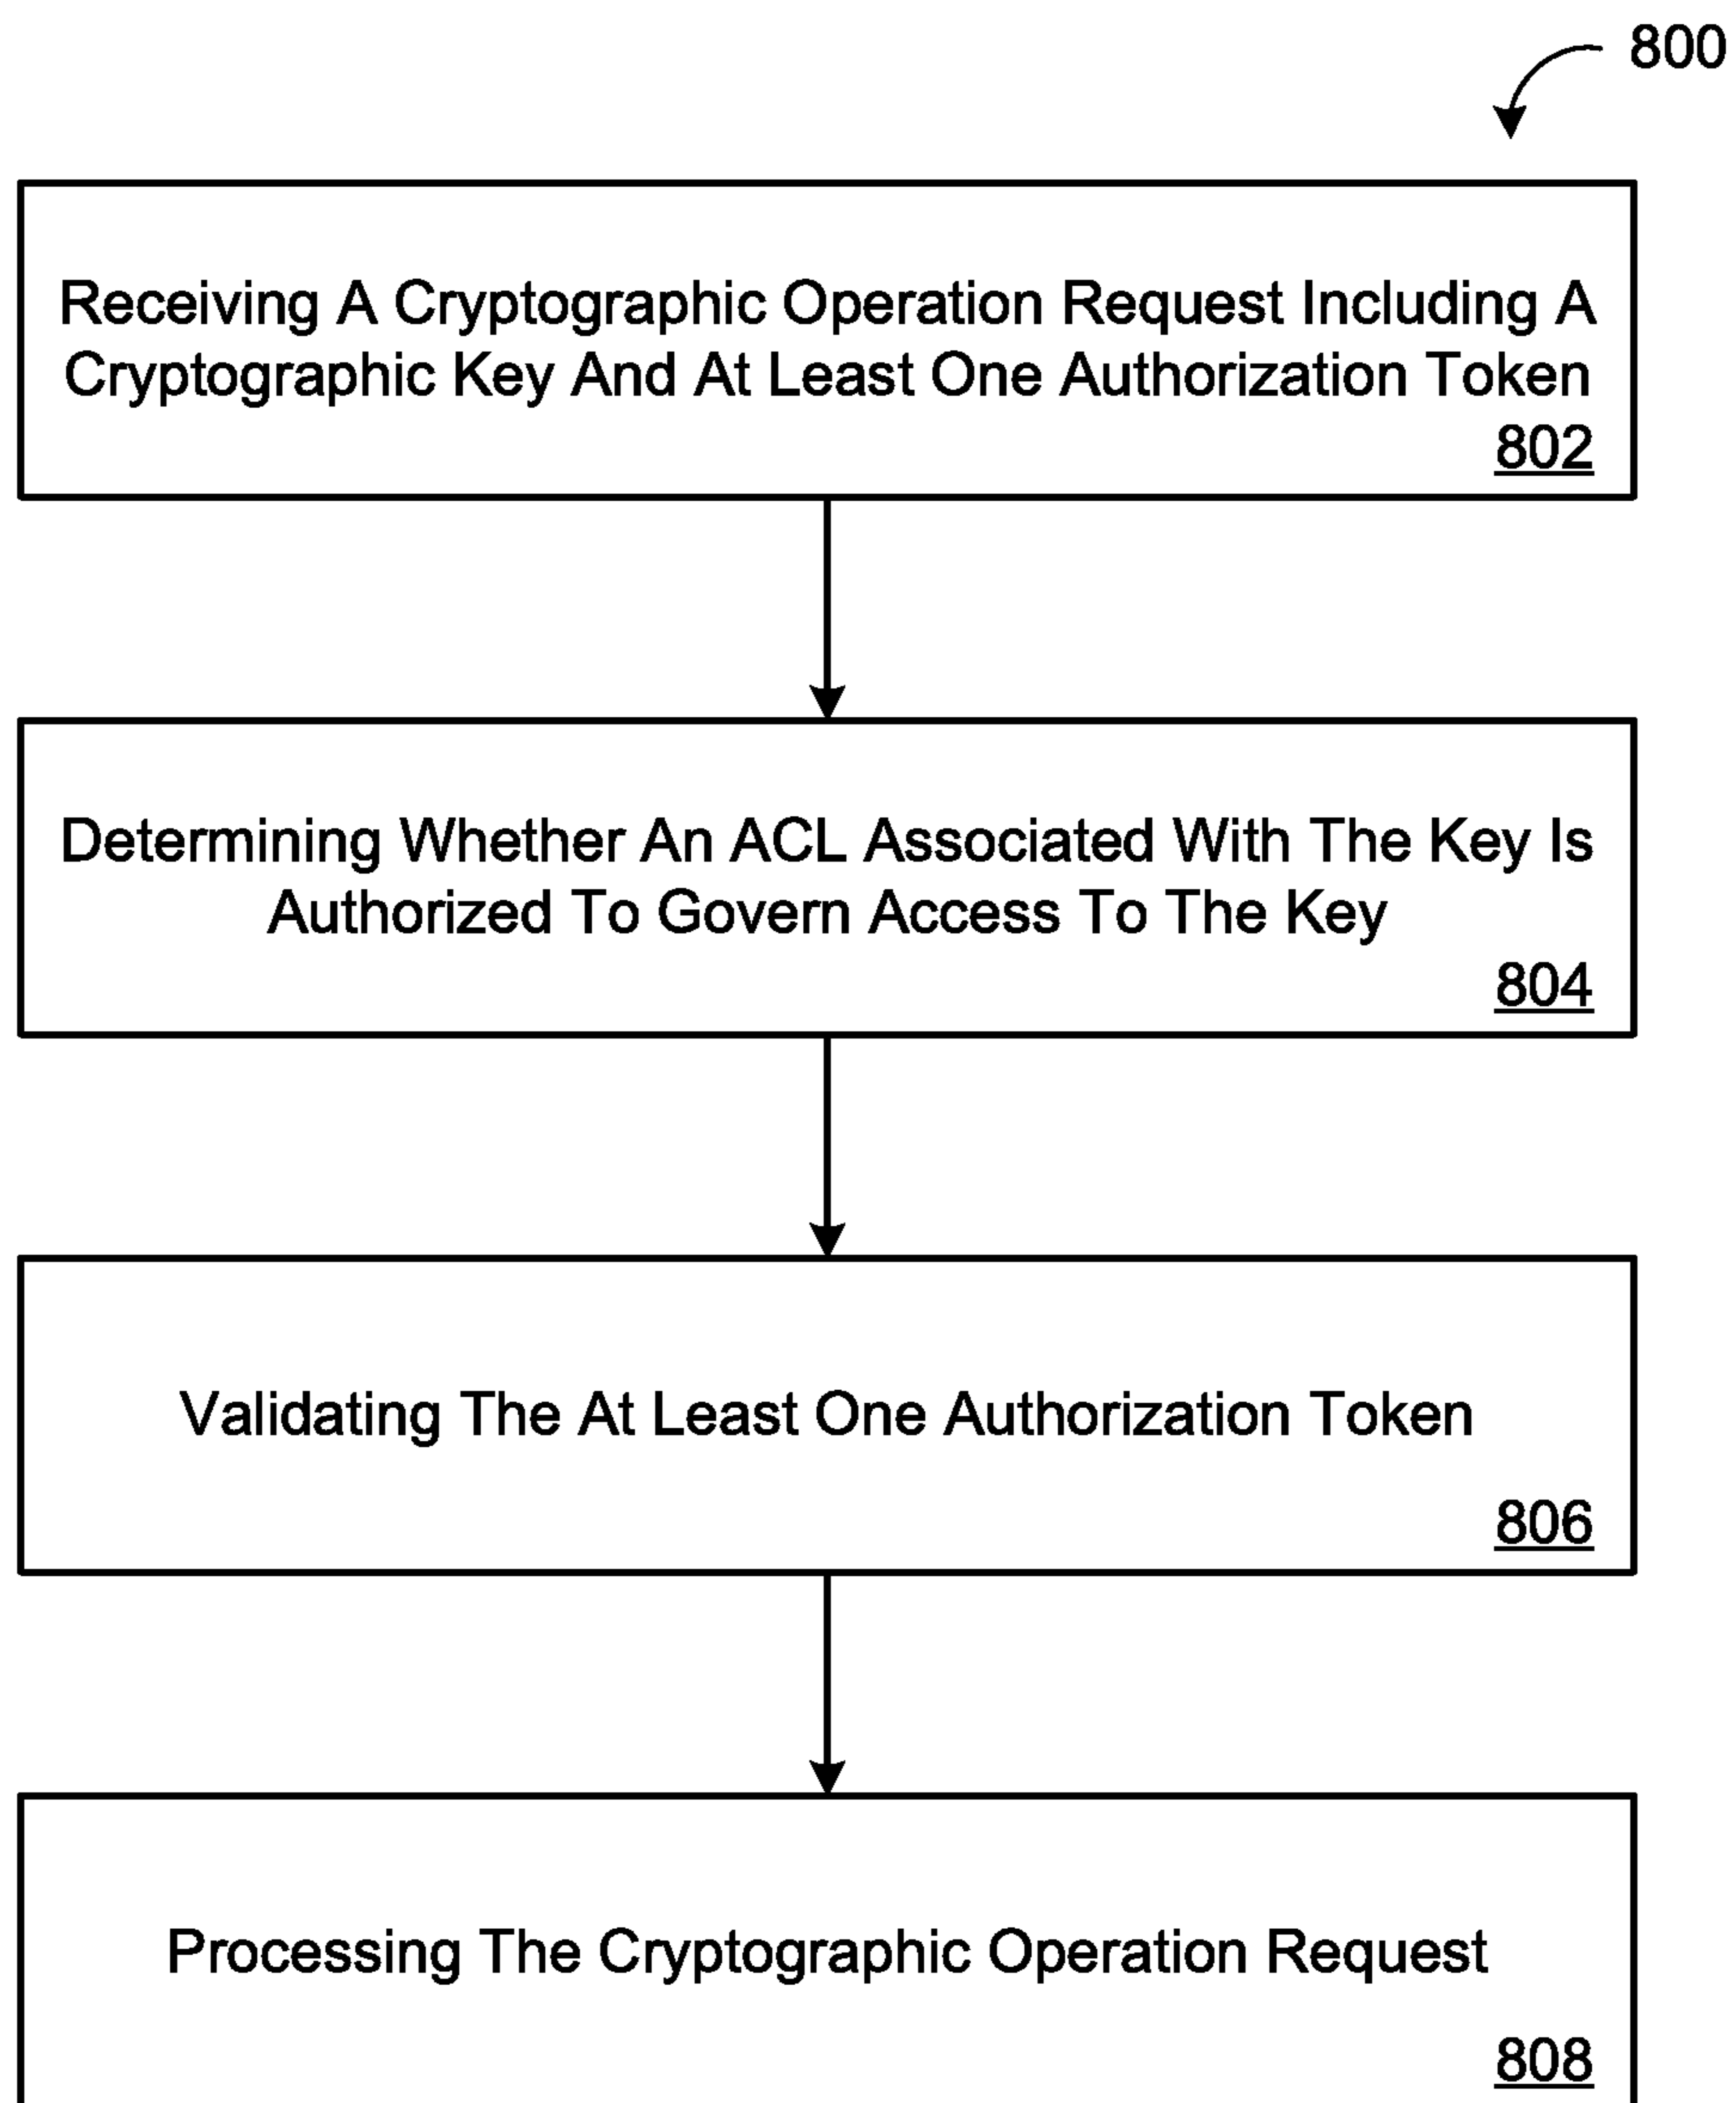 800
Receiving A Cryptographic Operation Request Including A
Cryptographic Key And At Least One Authorization Token
802
Determining Whether An ACL Associated With The Key Is
Authorized To Govern Access To The Key
804
Validating The At Least One Authorization Token
806
Processing The Cryptographic Operation Request
808